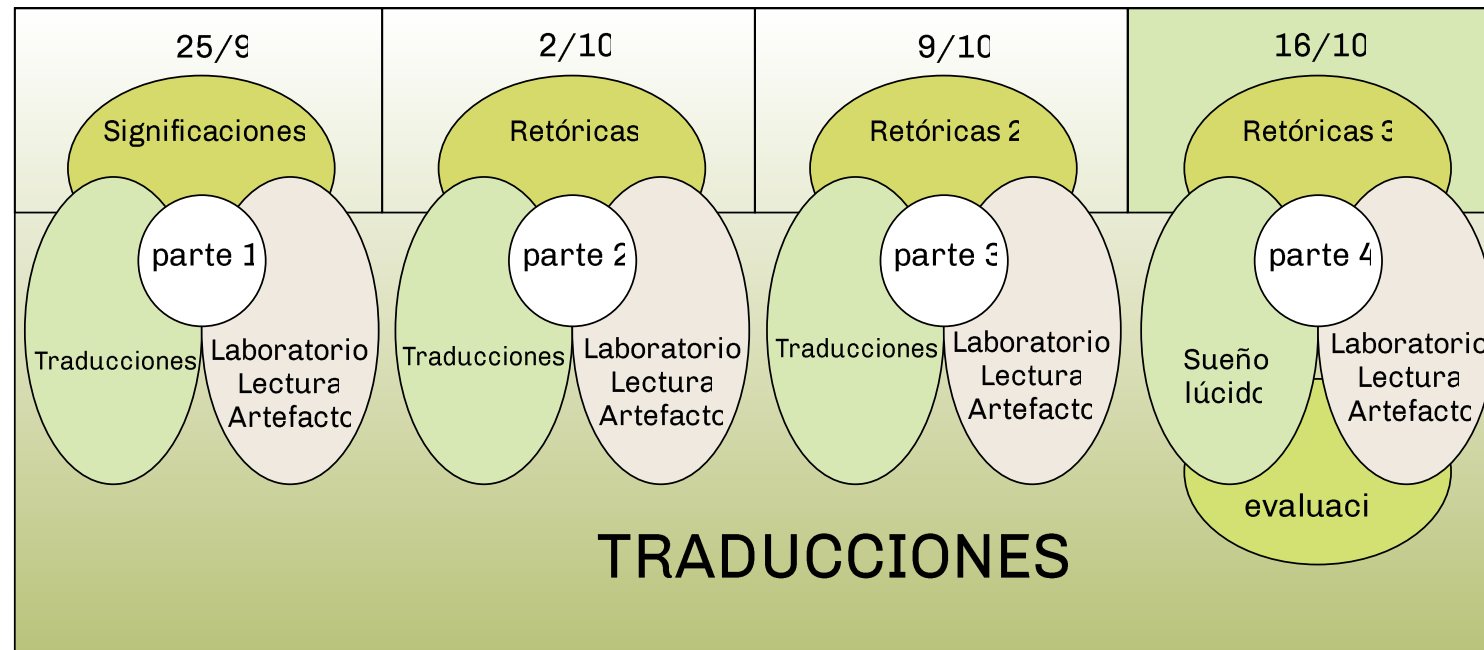 25/9
2/10
9/10
16/10
Significaciones
Retóricas
Retóricas 2
Retóricas 3
parte 1
parte 2
parte 3
parte 4
Traducciones
Laboratorio
Lectura
Artefacto
Traducciones
Laboratorio
Lectura
Artefacto
Traducciones
Laboratorio
Lectura
Artefacto
Sueño
lúcido
Laboratorio
Lectura
Artefacto
evaluaci
TRADUCCIONES